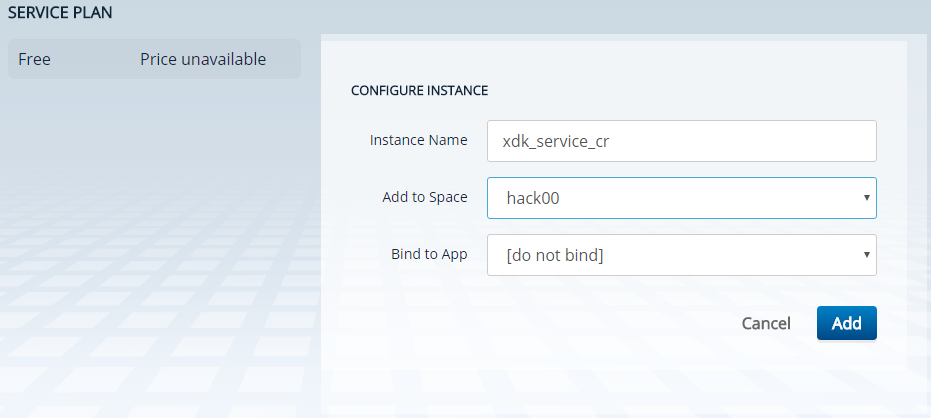 SERVICE PLAN
Free Price unavailable
CONFIGURE INSTANCE
Instance Name xdk_service_cr
Add to Space hack00
Bind to App [do not bind]
Cancel Add